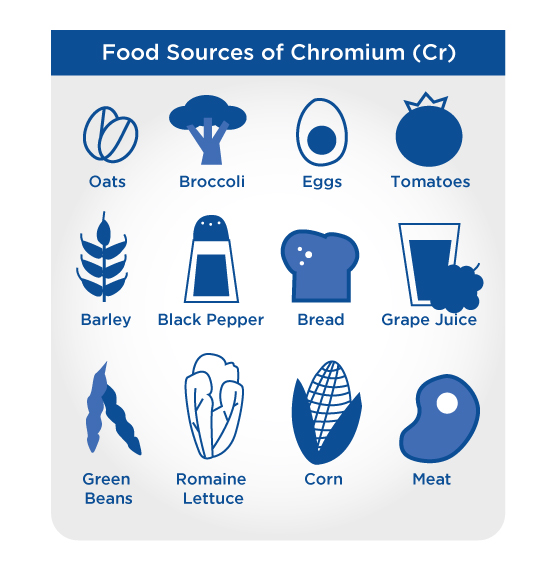 Food Sources of Chromium (Cr)
Oats
Broccoli
Eggs
Tomatoes
Barley
Black Pepper
Bread
Grape Juice
Green
Beans
Romaine
Lettuce
Corn
Meat